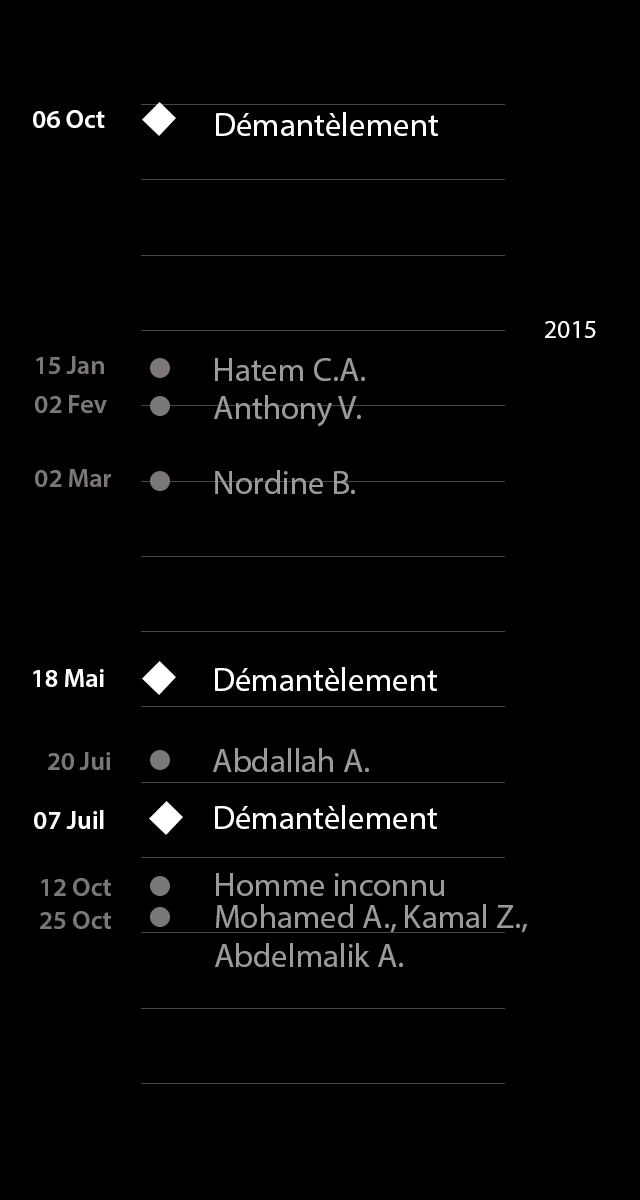 06 Oct Démantèlement
2015
15 Jan Hatem C.A.
02 Fev Anthony V.
02 Mar Nordine B.
18 Mai Démantèlement
20 Jui Abdallah A.
07 Juil Démantèlement
12 Oct Homme inconnu
25 Oct Mohamed A., Kamal Z.,
Abdelmalik A.